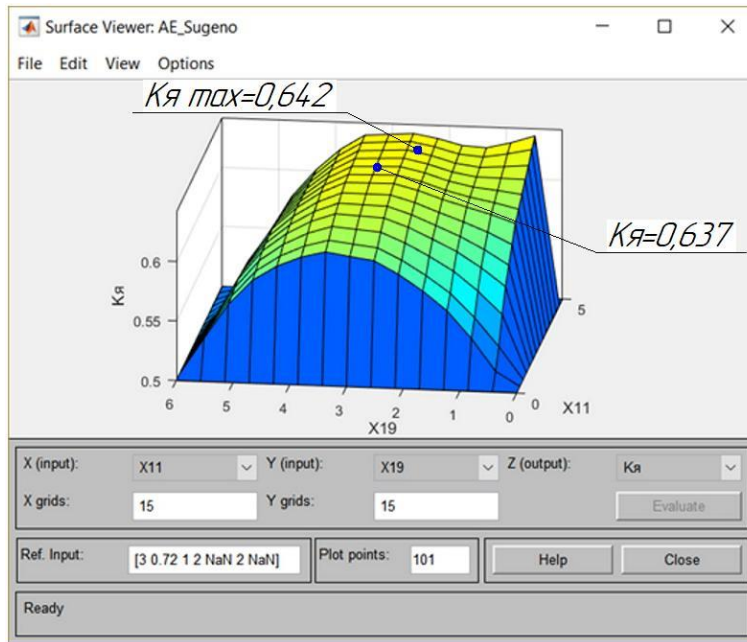 Surface Viewer: AE_Sugeno
File Edit View Options
Kя max=0,642
Kя=0,637
Kя
0.6
0.55
0.5
6 5 4 3 2 1 0
X19
0 5
X11
X (input): X11 Y (input): X19 Z (output): Kя
X grids: 15 Y grids: 15 Evaluate
Ref. Input: [3 0.72 1 2 NaN 2 NaN] Plot points: 101 Help Close
Ready